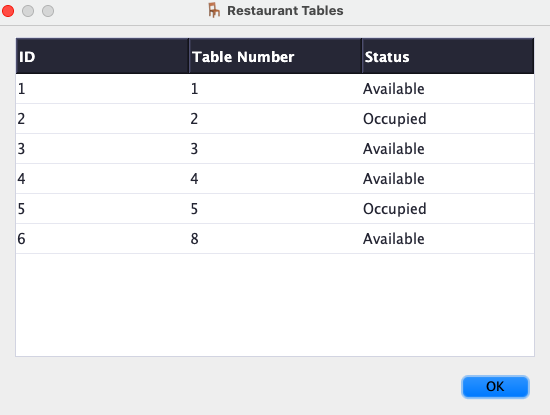 Restaurant Tables
ID Table Number Status
1 1 Available
2 2 Occupied
3 3 Available
4 4 Available
5 5 Occupied
6 8 Available
OK